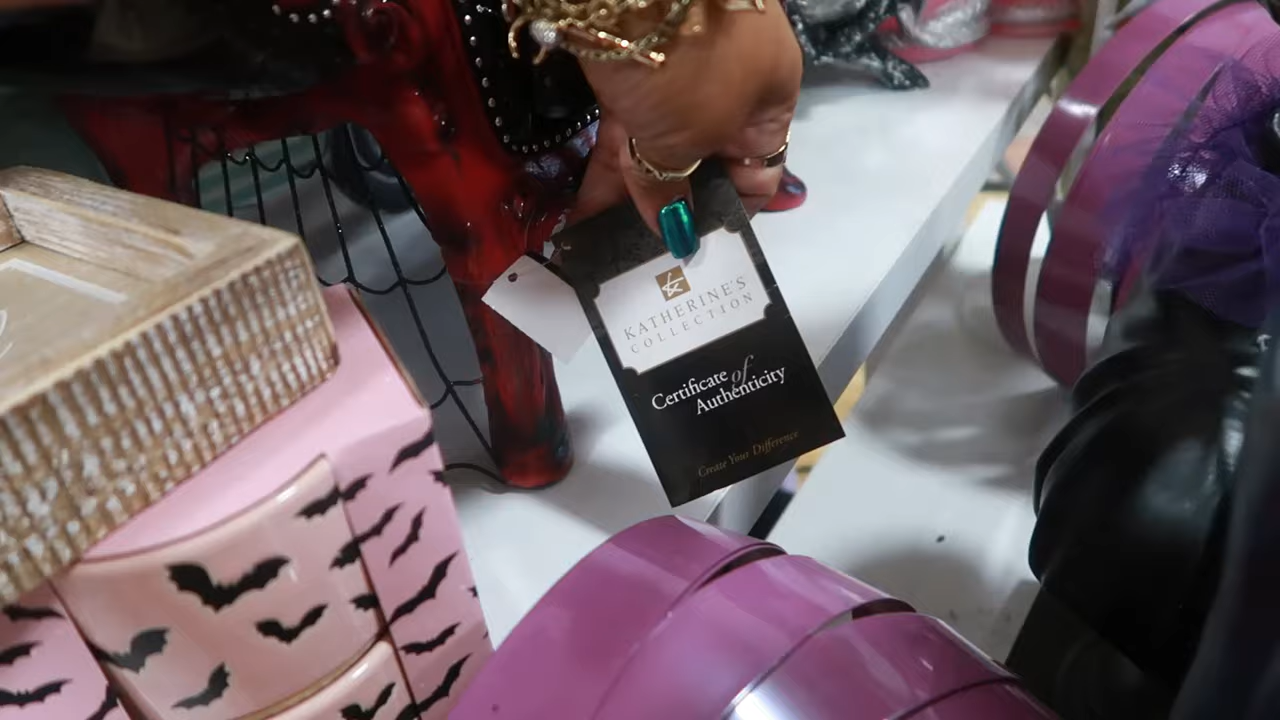 KATHERINE'S
COLLECTION
Certificate of
Authenticity
Create Your Difference